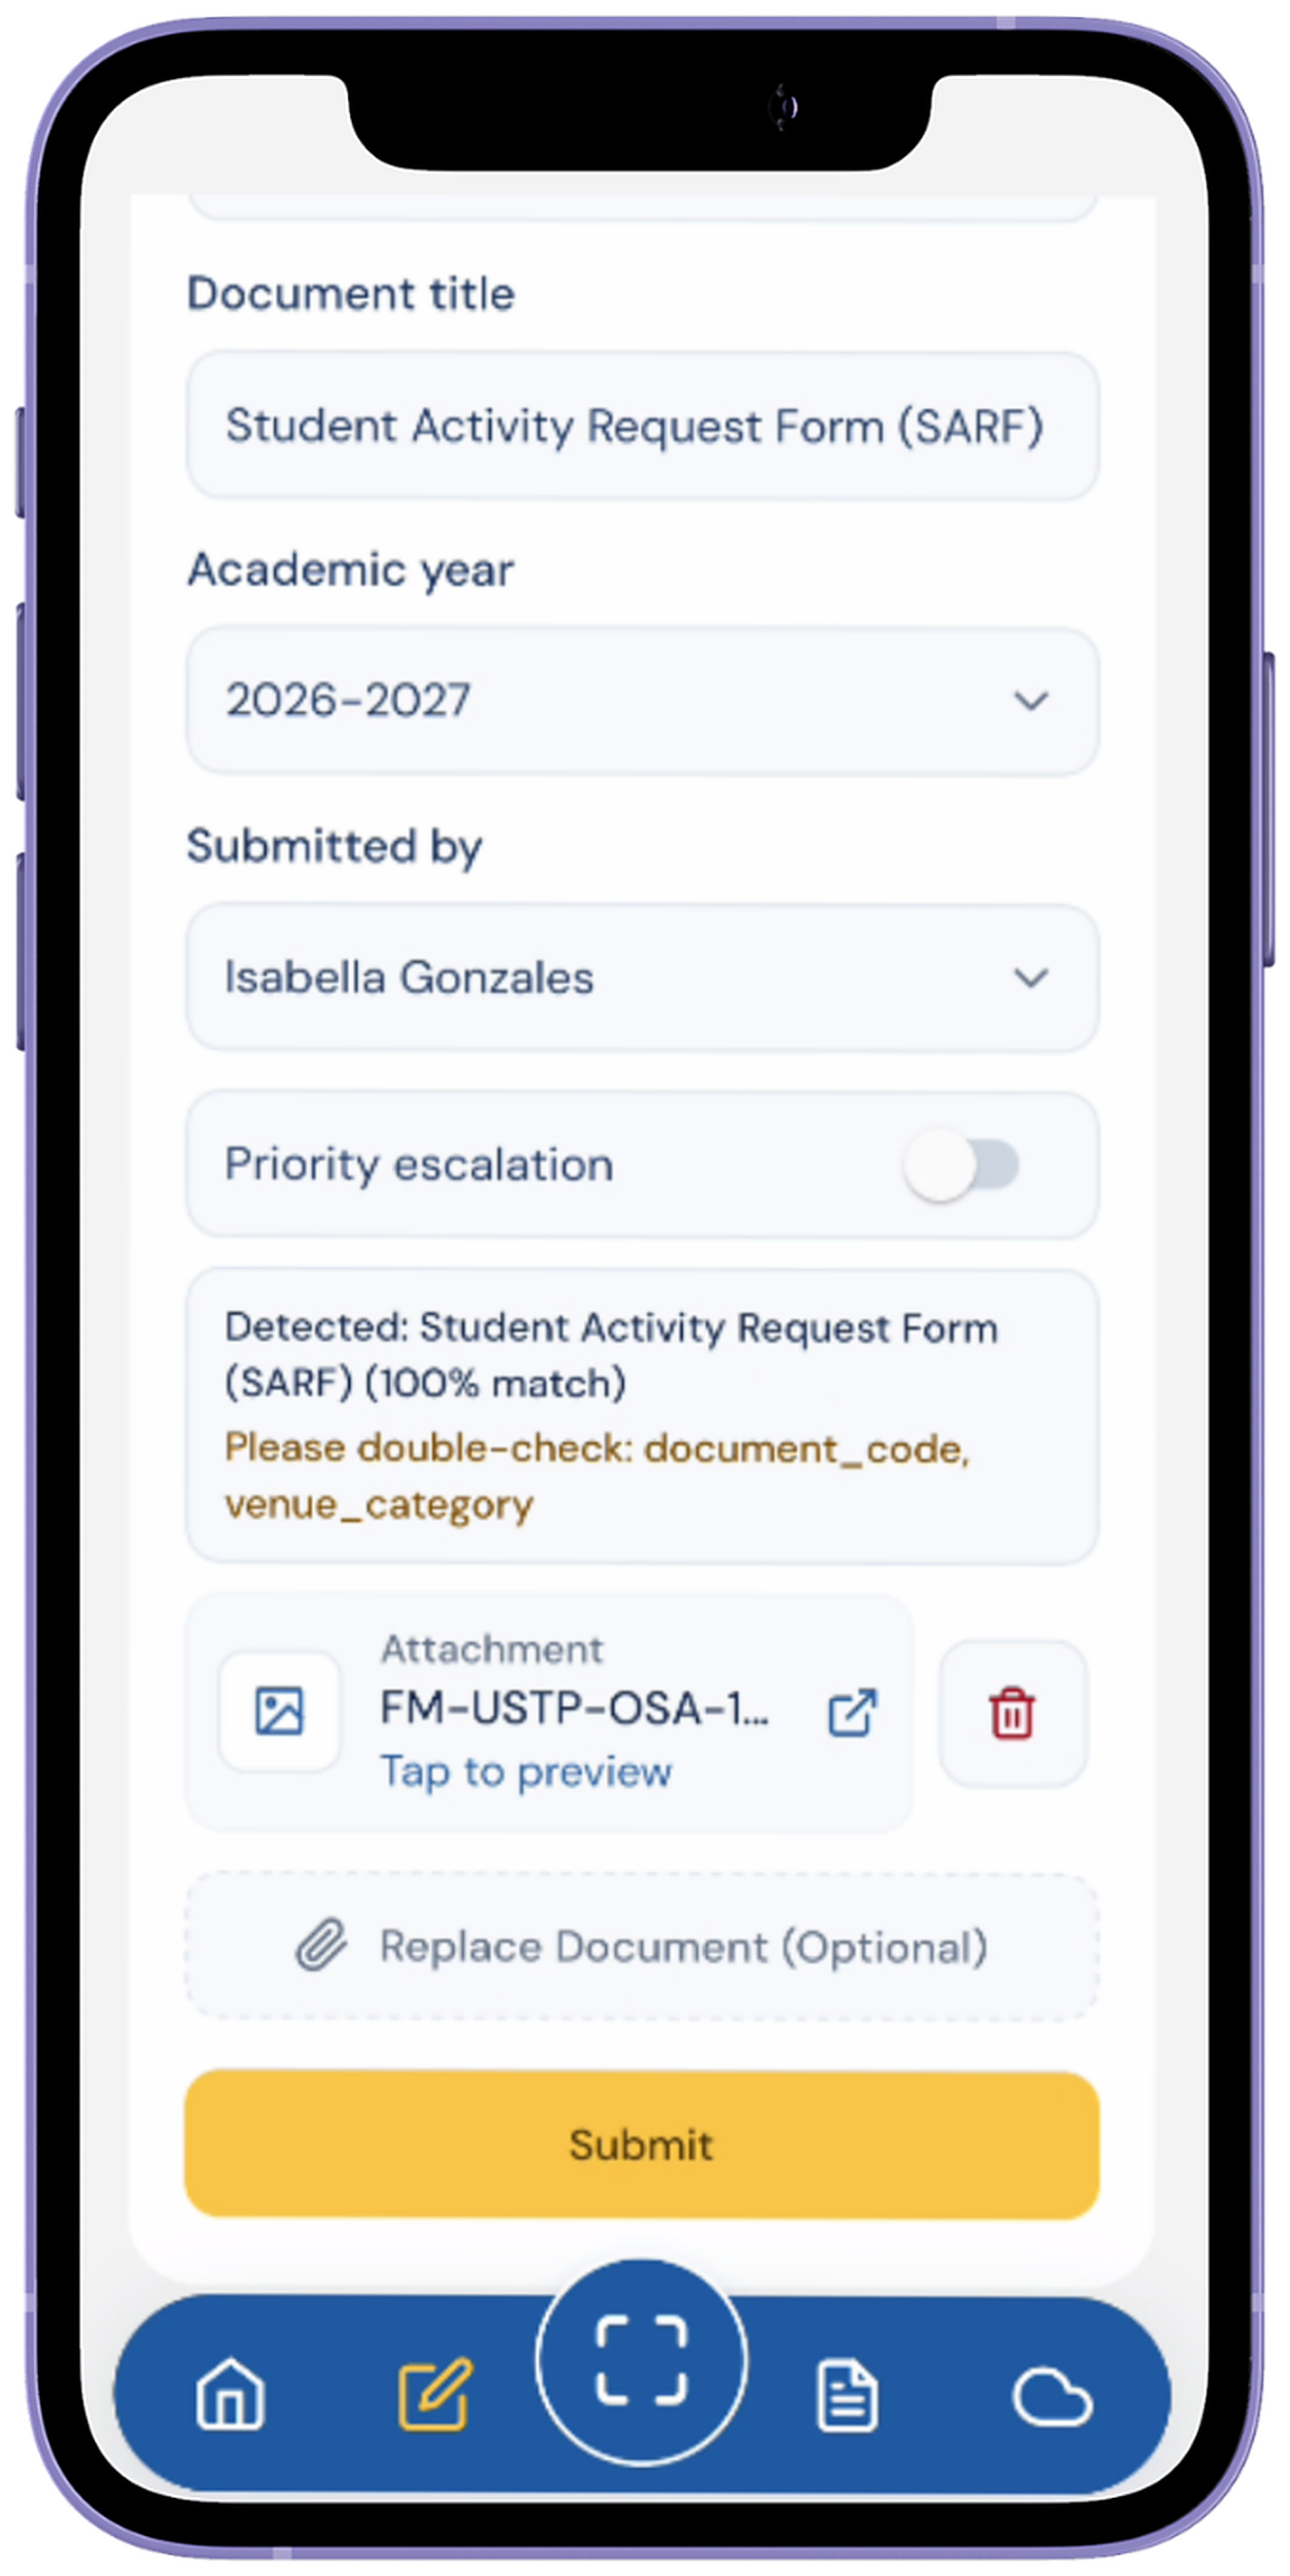 Document title
Student Activity Request Form (SARF)
Academic year
2026-2027
Submitted by
Isabella Gonzales
Priority escalation
Detected: Student Activity Request Form
(SARF) (100% match)
Please double-check: document_code,
venue_category
Attachment
FM-USTP-OSA-1...
Tap to preview
Replace Document (Optional)
Submit